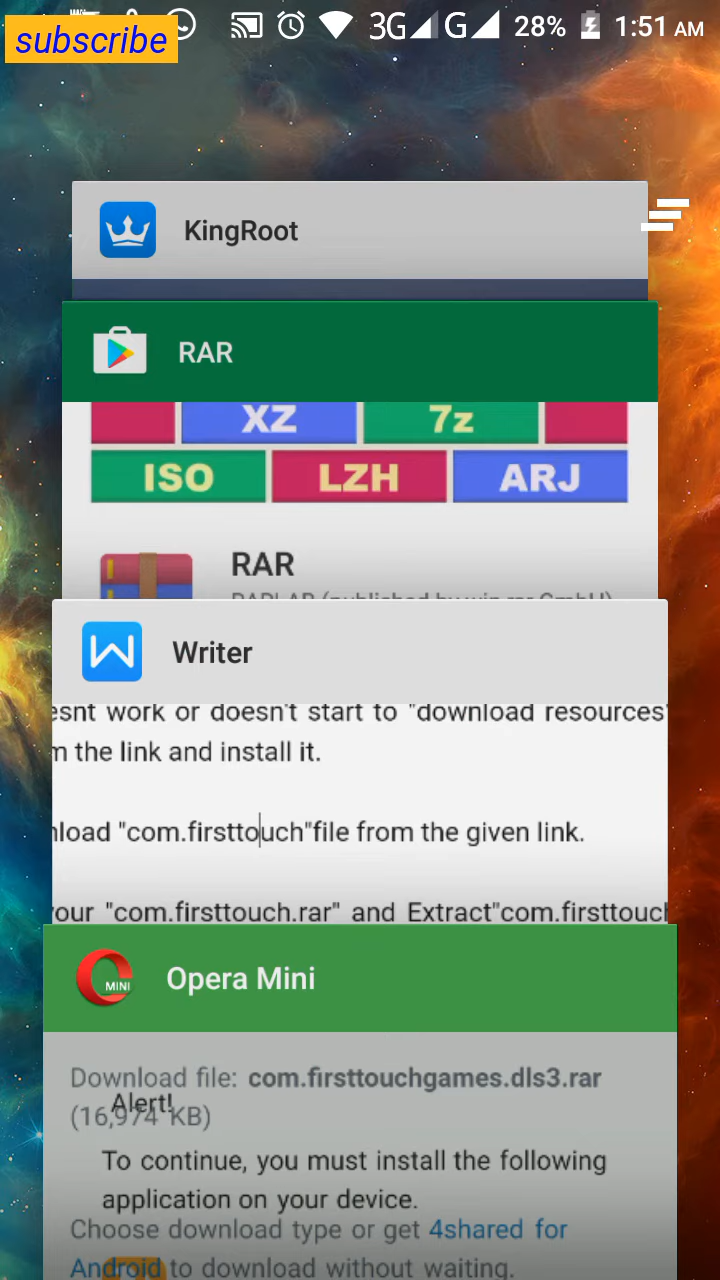 subscribe
3G G 28% 1:51 AM
KingRoot
RAR
XZ 7z
ISO LZH ARJ
RAR
Writer
esnt work or doesn't start to "download resources"
m the link and install it.
nload "com.firsttouch"file from the given link.
your "com.firsttouch.rar" and Extract"com.firsttouch
Opera Mini
MINI
Download file: com.firsttouchgames.dls3.rar
(16,974 KB)
Alert!
To continue, you must install the following
application on your device.
Choose download type or get 4shared for
Android to download without waiting.